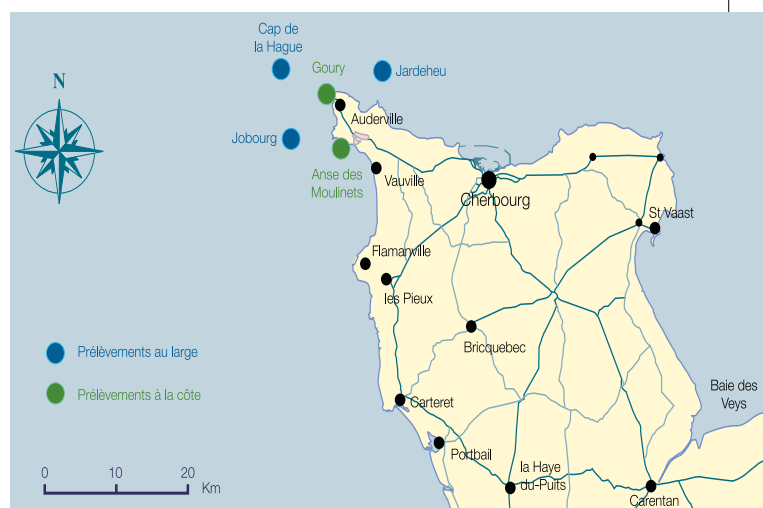 Cap de
la Hague
Goury
Jardeheu
N
Auderville
Jobourg
Anse des
Moulinets
Vauville
Cherbourg
St Vaast
Flamanville
les Pieux
Bricquebec
Prélèvements au large
Prélèvements à la côte
Baie des
Veys
Carteret
Portbail
la Haye
du-Puits
Carentan
0 10 20
Km